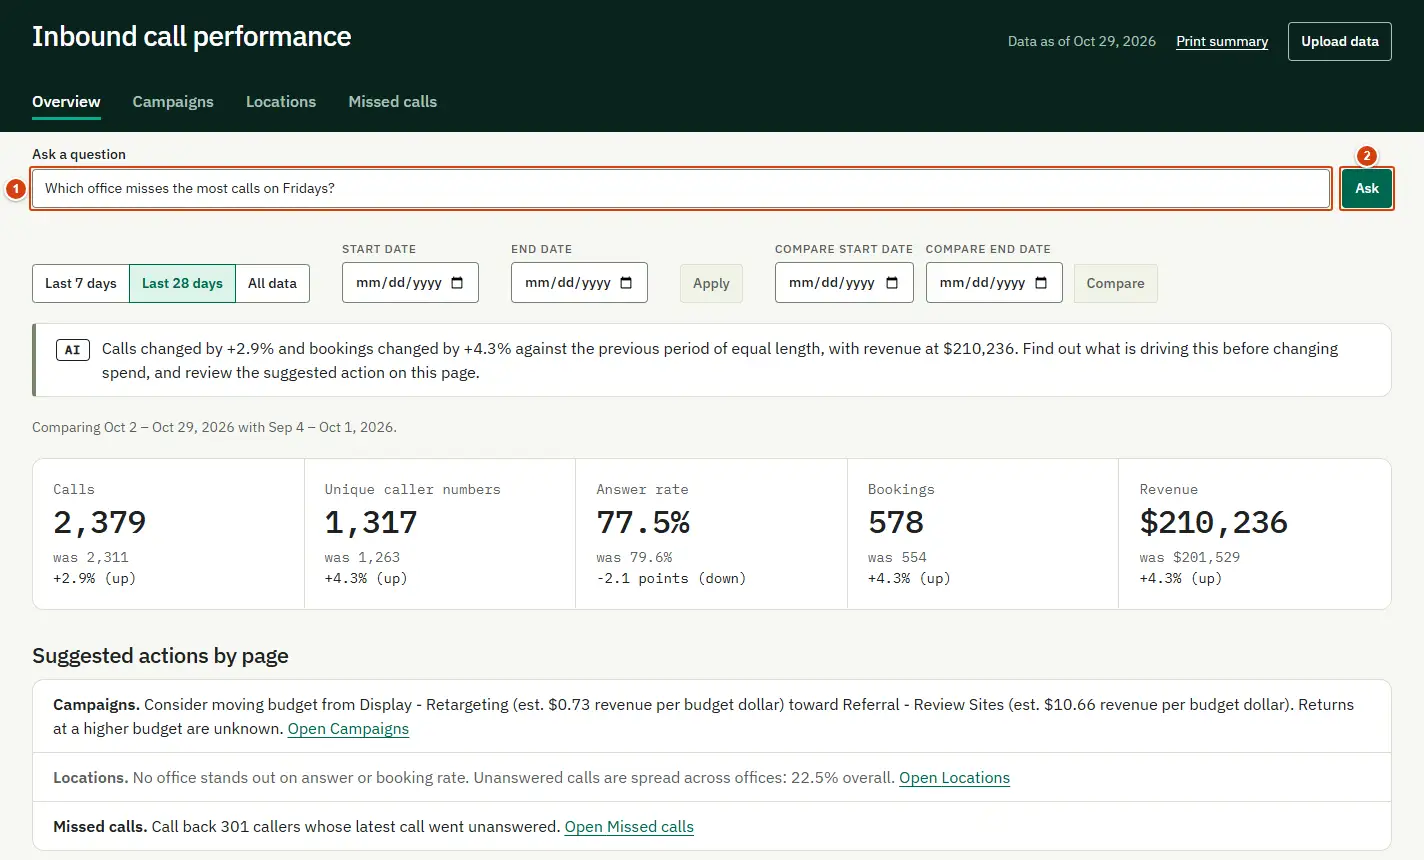 Inbound call performance
Data as of Oct 29, 2026
Print summary
Upload data
Overview
Campaigns
Locations
Missed calls
Ask a question
1
Which office misses the most calls on Fridays?
2
Ask
START DATE
END DATE
COMPARE START DATE
COMPARE END DATE
Last 7 days
Last 28 days
All data
mm/dd/yyyy
mm/dd/yyyy
Apply
mm/dd/yyyy
mm/dd/yyyy
Compare
AI
Calls changed by +2.9% and bookings changed by +4.3% against the previous period of equal length, with revenue at $210,236. Find out what is driving this before changing
spend, and review the suggested action on this page.
Comparing Oct 2 – Oct 29, 2026 with Sep 4 – Oct 1, 2026.
Calls
2,379
was 2,311
+2.9% (up)
Unique caller numbers
1,317
was 1,263
+4.3% (up)
Answer rate
77.5%
was 79.6%
-2.1 points (down)
Bookings
578
was 554
+4.3% (up)
Revenue
$210,236
was $201,529
+4.3% (up)
Suggested actions by page
Campaigns. Consider moving budget from Display - Retargeting (est. $0.73 revenue per budget dollar) toward Referral - Review Sites (est. $10.66 revenue per budget dollar). Returns
at a higher budget are unknown. Open Campaigns
Locations. No office stands out on answer or booking rate. Unanswered calls are spread across offices: 22.5% overall. Open Locations
Missed calls. Call back 301 callers whose latest call went unanswered. Open Missed calls